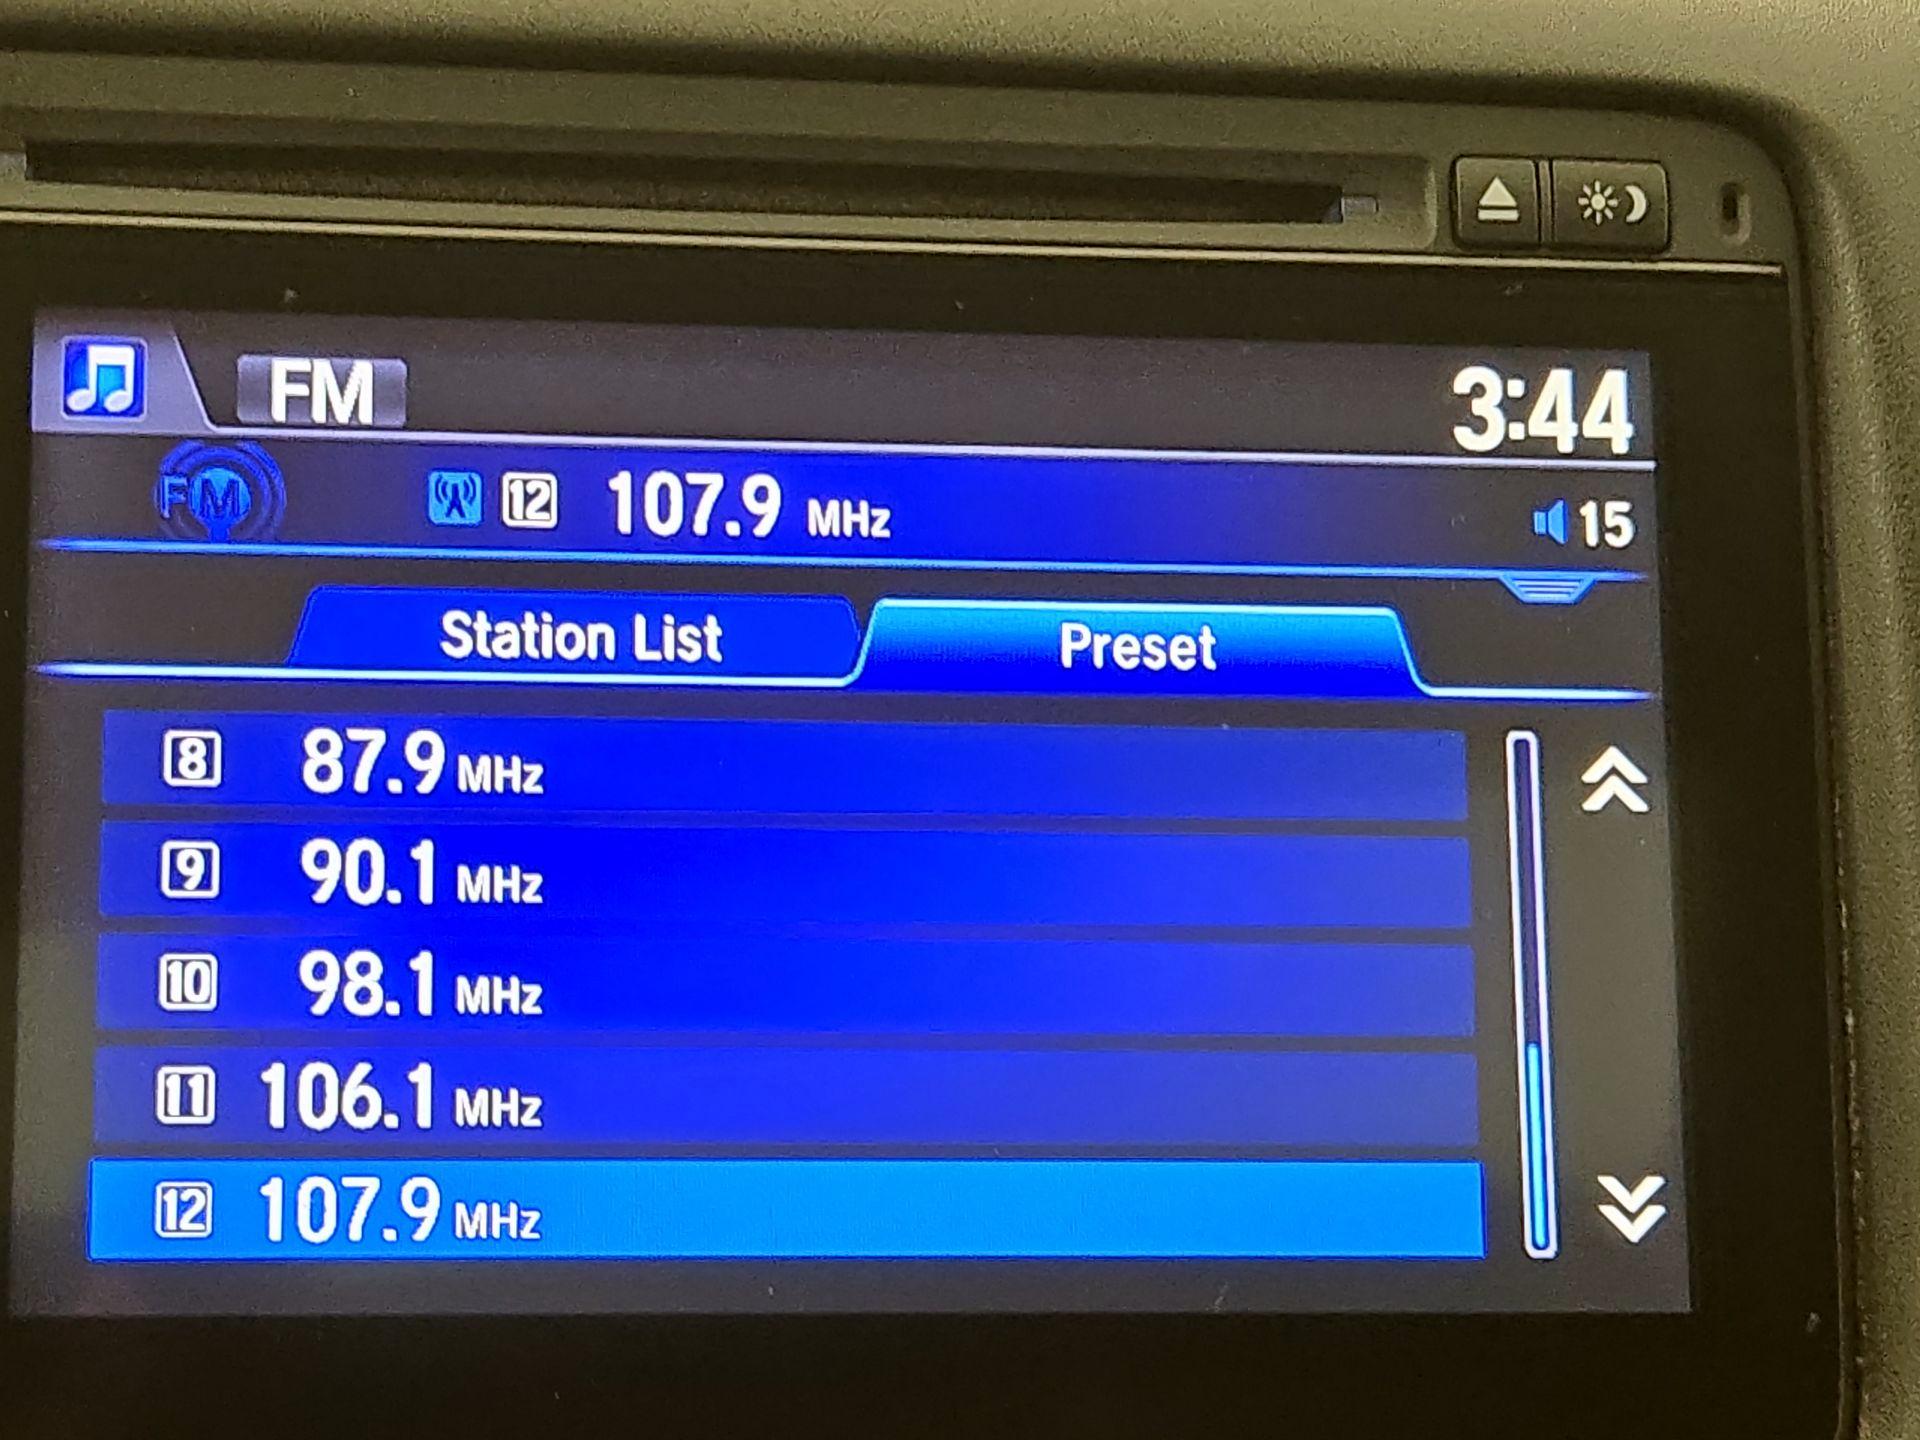 FM
3:44
FM 12 107.9 MHz 15
Station List Preset
8 87.9 MHz
9 90.1 MHz
10 98.1 MHz
11 106.1 MHz
12 107.9 MHz